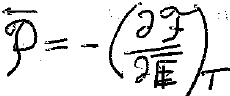 𝒫̅ = -(∂ℱ/∂𝔼)_T